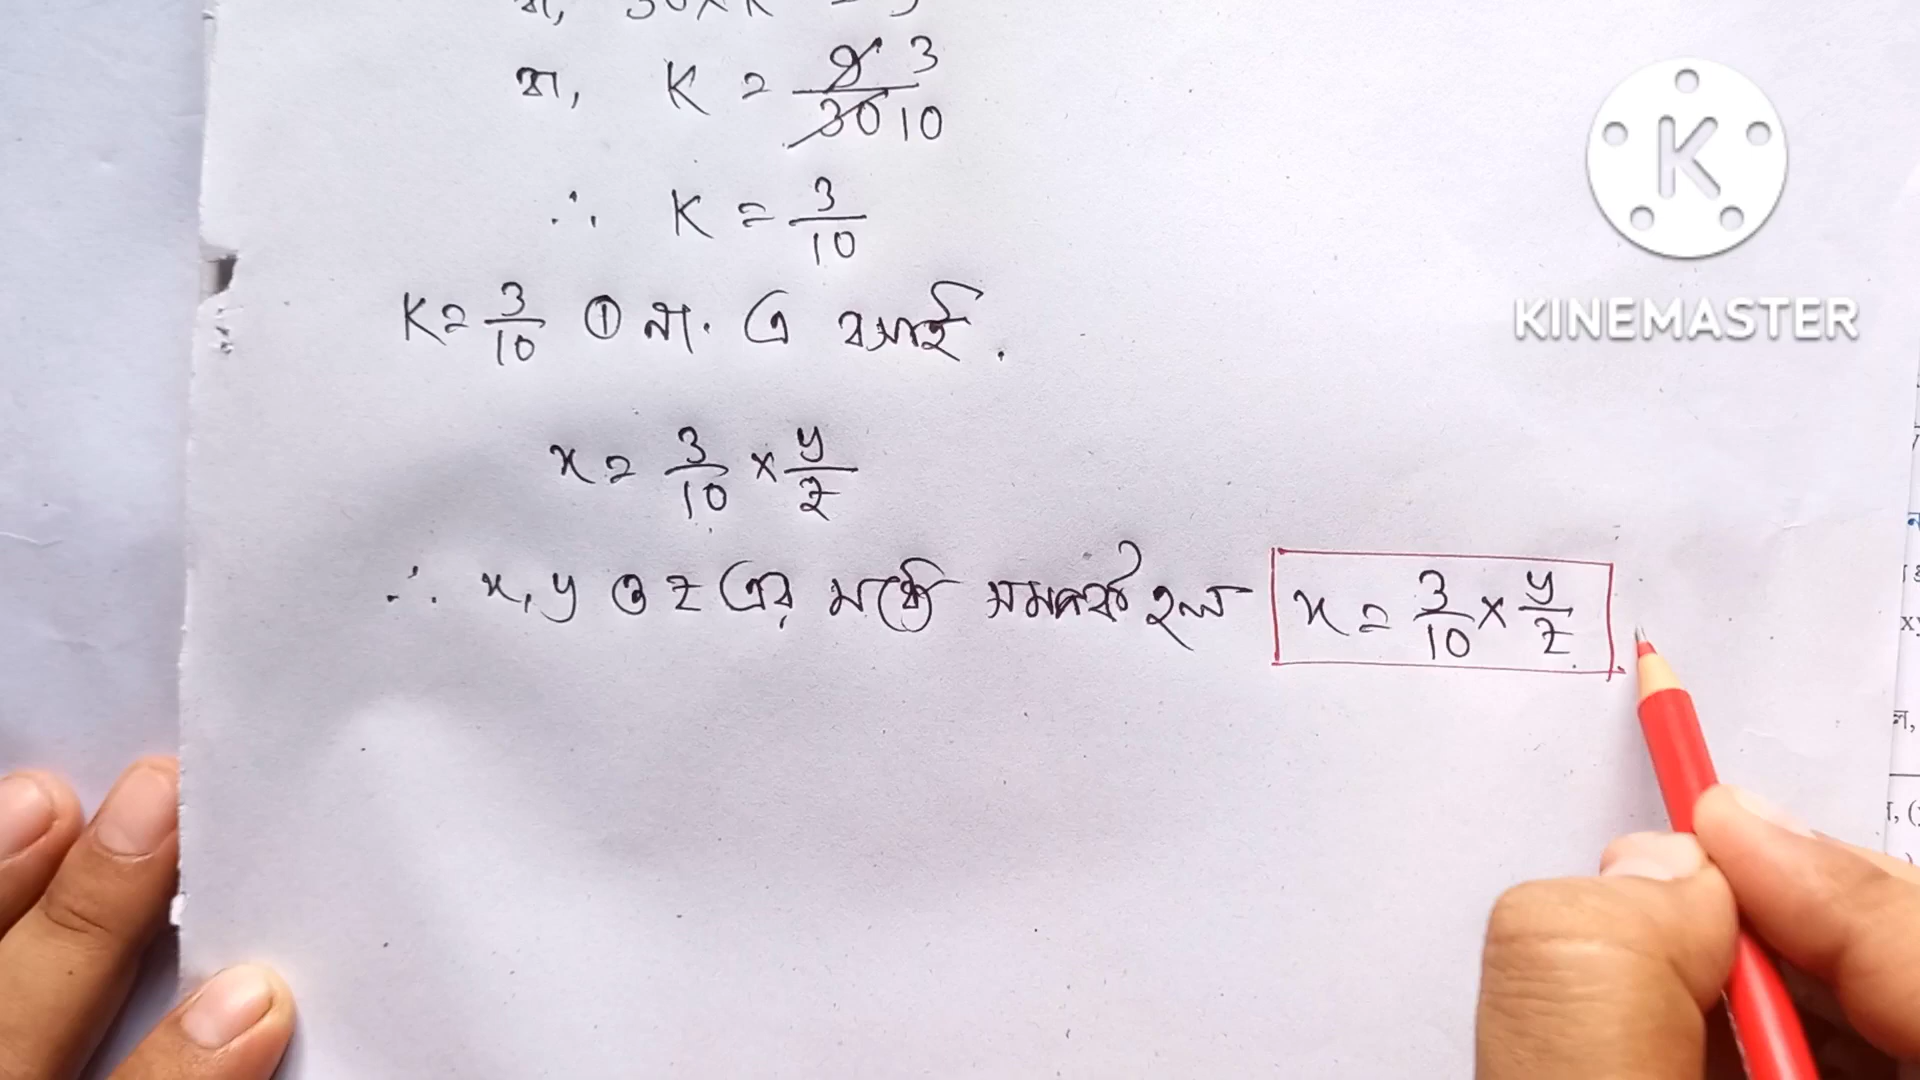 বা, K = 9 3
30 10
∴ K = 3/10
K = 3/10 ① নং এ বসাই.
x = 3/10 × y/z
∴ x, y ও z এর মধ্যে সম্পর্ক হল x = 3/10 × y/z
KINEMASTER